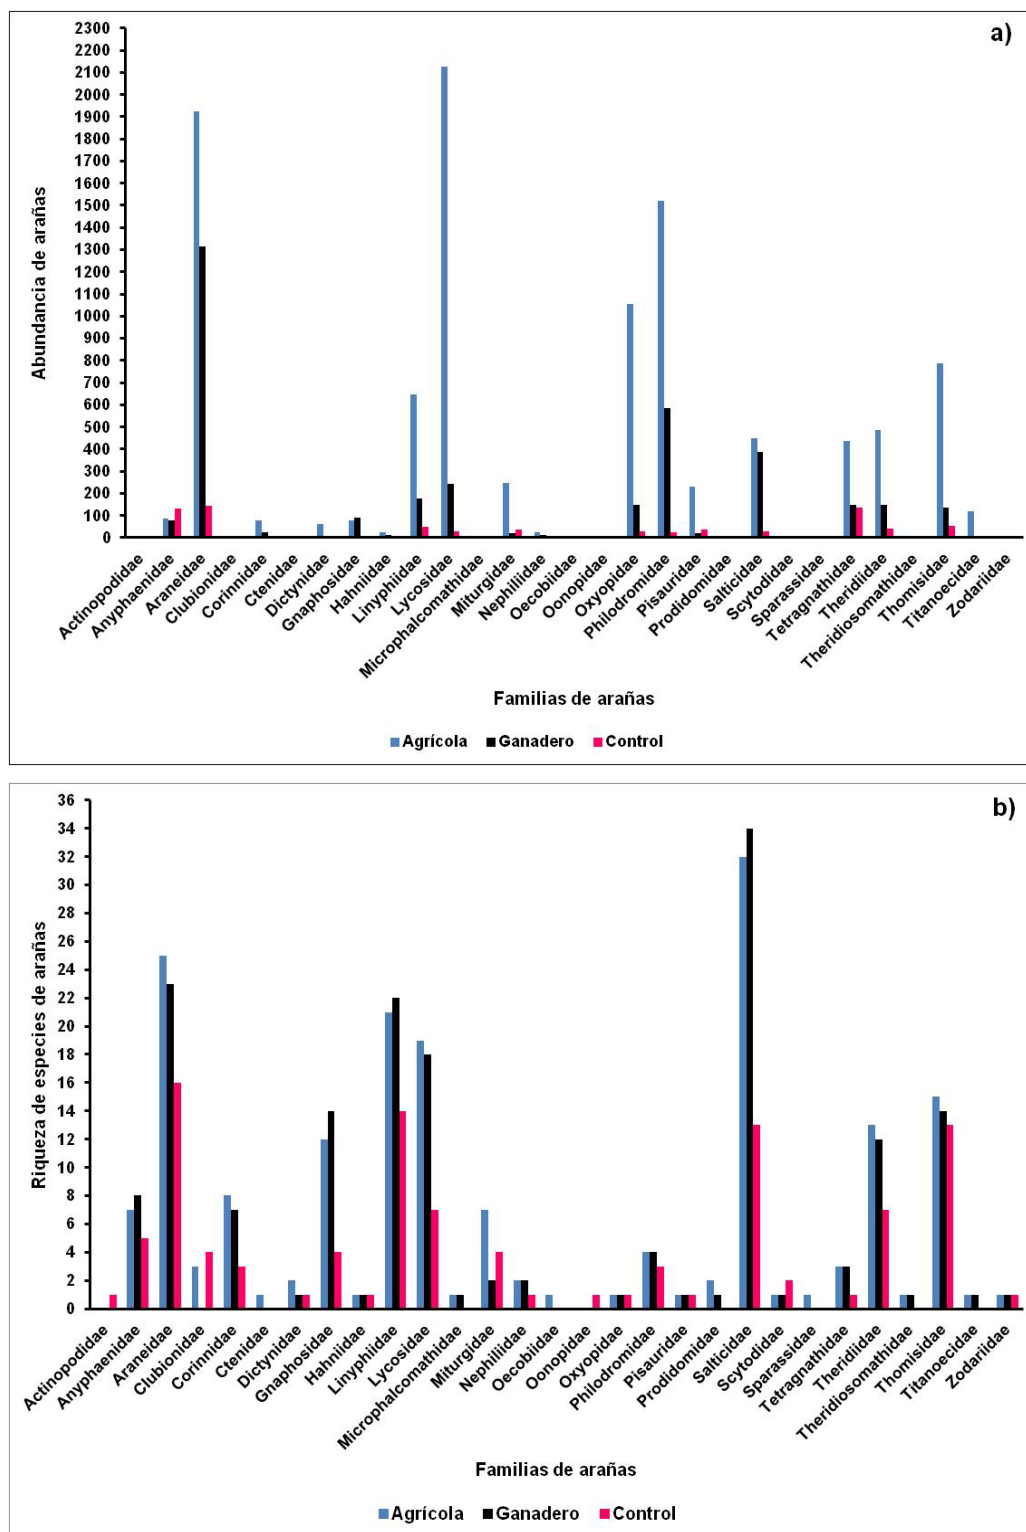 a)
2300
2200
2100
2000
1900
1800
1700
1600
1500
1400
1300
1200
1100
1000
900
800
700
600
500
400
300
200
100
0
Abundancia de arañas
Actinopodidae
Anyphaenidae
Araneidae
Clubionidae
Corinnidae
Ctenidae
Dictynidae
Gnaphosidae
Hahniidae
Linyphiidae
Lycosidae
Microphalcomathidae
Miturgidae
Nephiliidae
Oecobiidae
Oonopidae
Oxyopidae
Philodromidae
Pisauridae
Prodidomidae
Salticidae
Scytodidae
Sparassidae
Tetragnathidae
Theridiidae
Theridiosomathidae
Thomisidae
Titanoecidae
Zodariidae
Familias de arañas
Agrícola Ganadero Control
b)
36
34
32
30
28
26
24
22
20
18
16
14
12
10
8
6
4
2
0
Riqueza de especies de arañas
Actinopodidae
Anyphaenidae
Araneidae
Clubionidae
Corinnidae
Ctenidae
Dictynidae
Gnaphosidae
Hahniidae
Linyphiidae
Lycosidae
Microphalcomathidae
Miturgidae
Nephiliidae
Oecobiidae
Oonopidae
Oxyopidae
Philodromidae
Pisauridae
Prodidomidae
Salticidae
Scytodidae
Sparassidae
Tetragnathidae
Theridiidae
Theridiosomathidae
Thomisidae
Titanoecidae
Zodariidae
Familias de arañas
Agrícola Ganadero Control